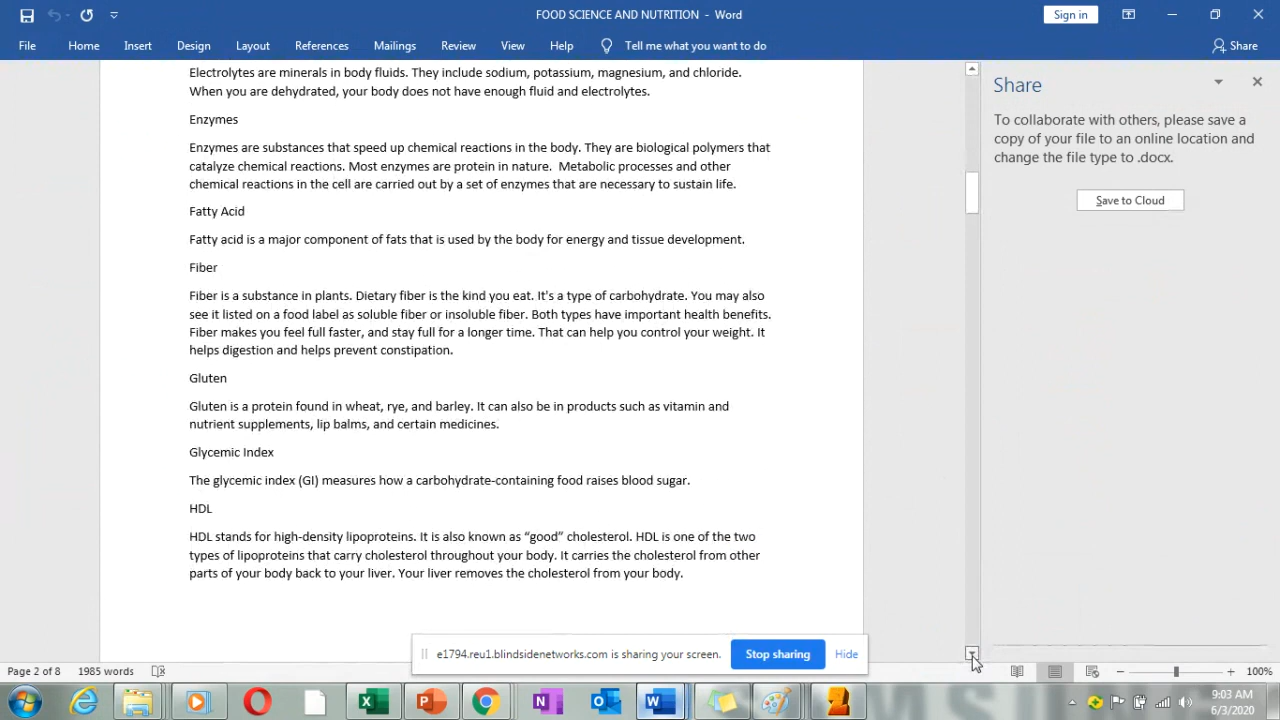 FOOD SCIENCE AND NUTRITION - Word
Sign in
File Home Insert Design Layout References Mailings Review View Help Tell me what you want to do Share
Electrolytes are minerals in body fluids. They include sodium, potassium, magnesium, and chloride.
When you are dehydrated, your body does not have enough fluid and electrolytes.
Enzymes
Enzymes are substances that speed up chemical reactions in the body. They are biological polymers that
catalyze chemical reactions. Most enzymes are protein in nature.  Metabolic processes and other
chemical reactions in the cell are carried out by a set of enzymes that are necessary to sustain life.
Fatty Acid
Fatty acid is a major component of fats that is used by the body for energy and tissue development.
Fiber
Fiber is a substance in plants. Dietary fiber is the kind you eat. It's a type of carbohydrate. You may also
see it listed on a food label as soluble fiber or insoluble fiber. Both types have important health benefits.
Fiber makes you feel full faster, and stay full for a longer time. That can help you control your weight. It
helps digestion and helps prevent constipation.
Gluten
Gluten is a protein found in wheat, rye, and barley. It can also be in products such as vitamin and
nutrient supplements, lip balms, and certain medicines.
Glycemic Index
The glycemic index (GI) measures how a carbohydrate-containing food raises blood sugar.
HDL
HDL stands for high-density lipoproteins. It is also known as “good” cholesterol. HDL is one of the two
types of lipoproteins that carry cholesterol throughout your body. It carries the cholesterol from other
parts of your body back to your liver. Your liver removes the cholesterol from your body.
Share
To collaborate with others, please save a
copy of your file to an online location and
change the file type to .docx.
Save to Cloud
e1794.reu1.blindsidenetworks.com is sharing your screen.
Stop sharing
Hide
Page 2 of 8 1985 words
100%
9:03 AM
6/3/2020